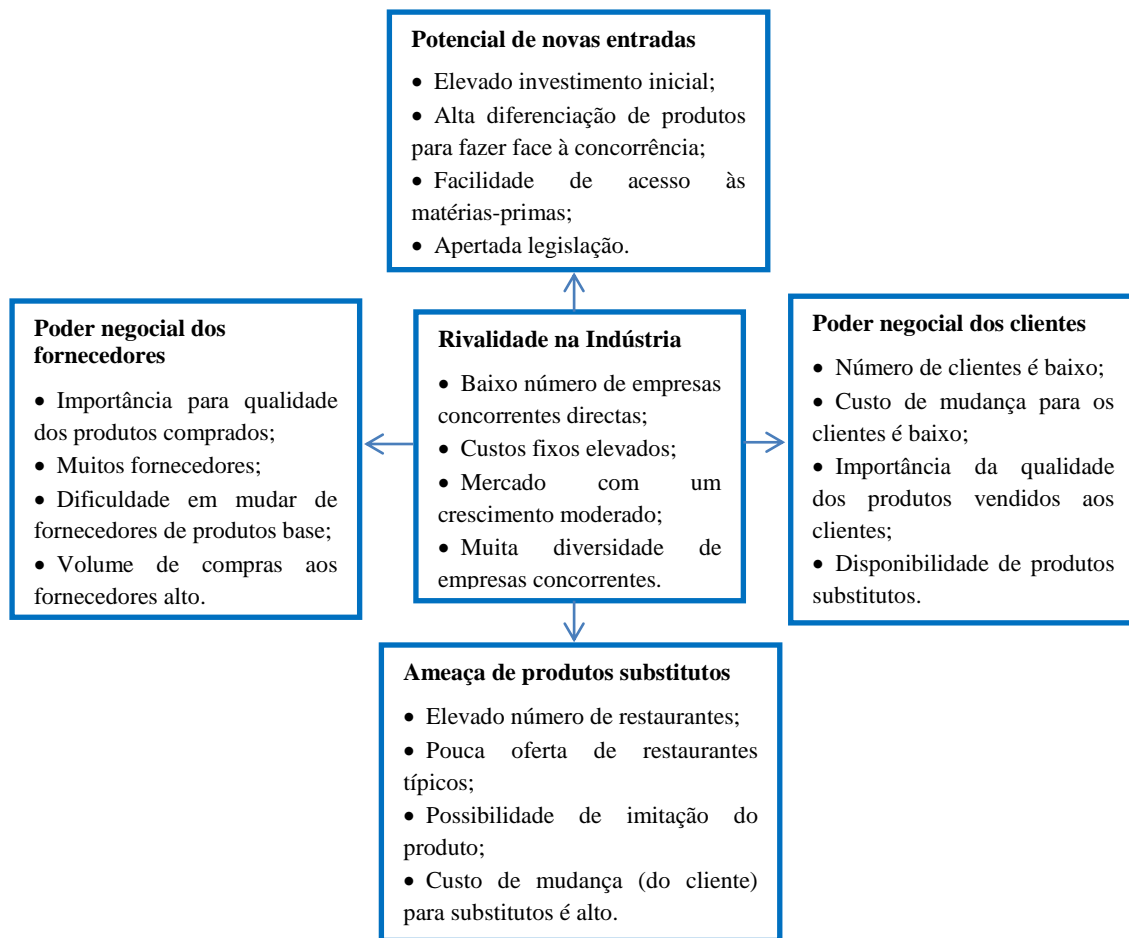 Potencial de novas entradas
• Elevado investimento inicial;
• Alta diferenciação de produtos
para fazer face à concorrência;
• Facilidade de acesso às
matérias-primas;
• Apertada legislação.
Poder negocial dos
fornecedores
• Importância para qualidade
dos produtos comprados;
• Muitos fornecedores;
• Dificuldade em mudar de
fornecedores de produtos base;
• Volume de compras aos
fornecedores alto.
Rivalidade na Indústria
• Baixo número de empresas
concorrentes directas;
• Custos fixos elevados;
• Mercado com um
crescimento moderado;
• Muita diversidade de
empresas concorrentes.
Poder negocial dos clientes
• Número de clientes é baixo;
• Custo de mudança para os
clientes é baixo;
• Importância da qualidade
dos produtos vendidos aos
clientes;
• Disponibilidade de produtos
substitutos.
Ameaça de produtos substitutos
• Elevado número de restaurantes;
• Pouca oferta de restaurantes
típicos;
• Possibilidade de imitação do
produto;
• Custo de mudança (do cliente)
para substitutos é alto.